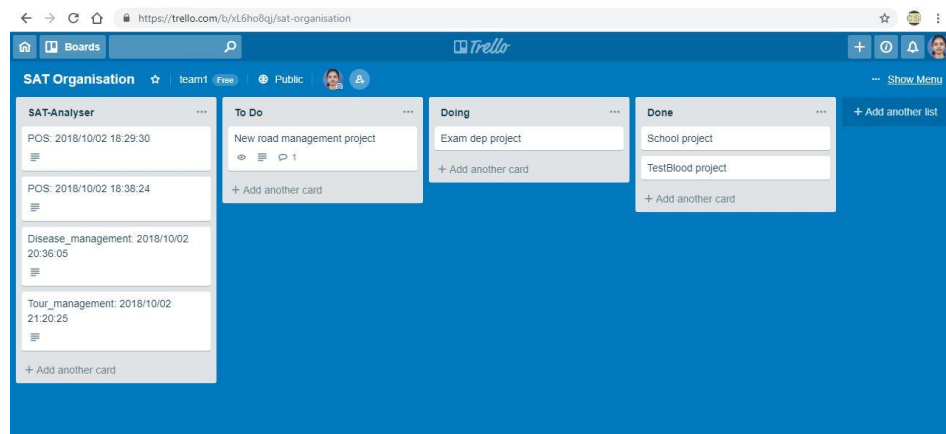 https://trello.com/b/xL6ho8qj/sat-organisation
Boards
Trello
SAT Organisation
team1 Free
Public
... Show Menu
SAT-Analyser ...
POS: 2018/10/02 18:29:30
POS: 2018/10/02 18:38:24
Disease_management: 2018/10/02
20:36:05
Tour_management: 2018/10/02
21:20:25
+ Add another card
To Do ...
New road management project
1
+ Add another card
Doing ...
Exam dep project
+ Add another card
Done ...
School project
TestBlood project
+ Add another card
+ Add another list